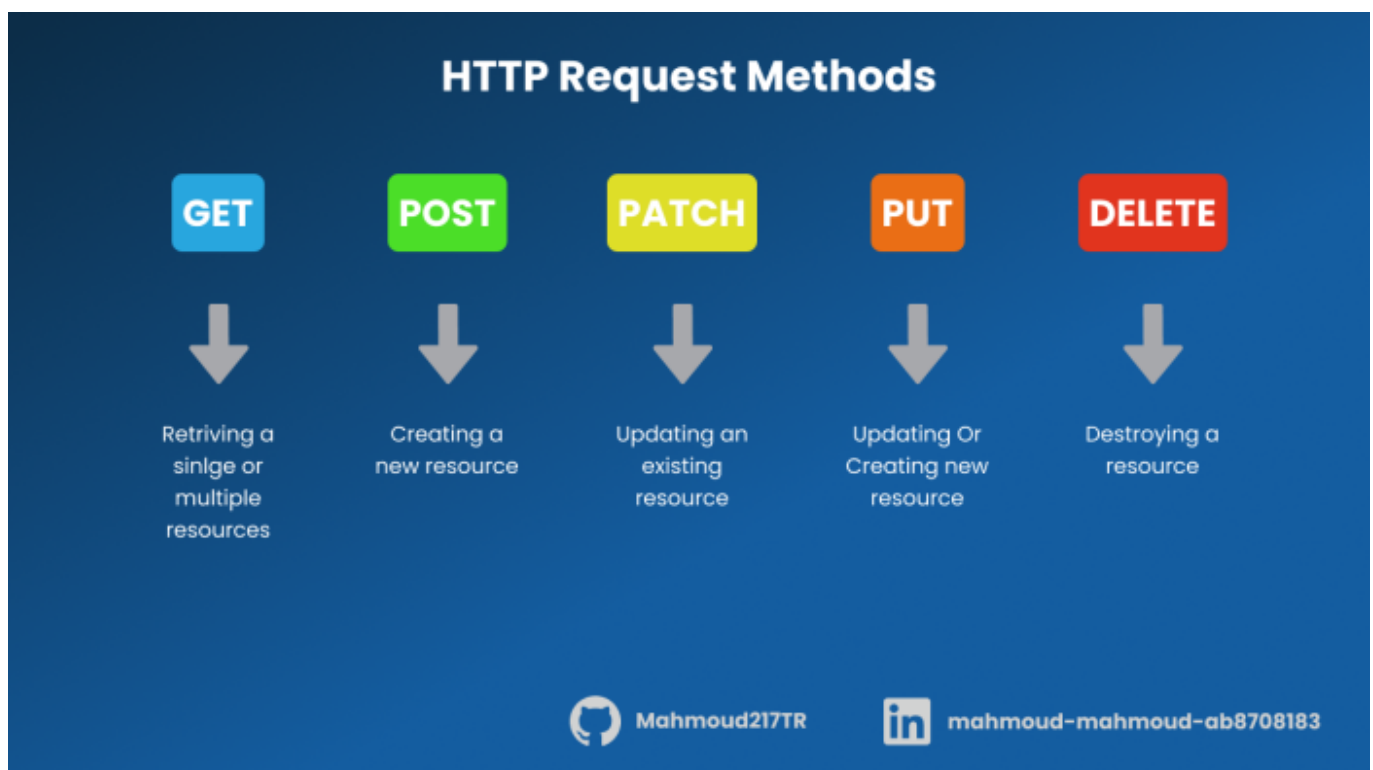 HTTP Request Methods
GET
POST
PATCH
PUT
DELETE
Retriving a
sinlge or
multiple
resources
Creating a
new resource
Updating an
existing
resource
Updating Or
Creating new
resource
Destroying a
resource
Mahmoud217TR
in
mahmoud-mahmoud-ab8708183